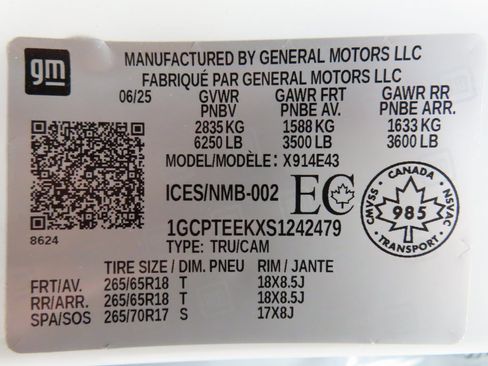 gm
MANUFACTURED BY GENERAL MOTORS LLC
FABRIQUÉ PAR GENERAL MOTORS LLC
06/25 GVWR GAWR FRT GAWR RR
PNBV PNBE AV. PNBE ARR.
2835 KG 1588 KG 1633 KG
6250 LB 3500 LB 3600 LB
MODEL/MODÈLE: X914E43
ICES/NMB-002 EC
1GCPTEEKXS1242479
TYPE: TRU/CAM
8624
CANADA
CMVSS 985 NSVAC
TRANSPORT
TIRE SIZE / DIM. PNEU RIM / JANTE
FRT/AV. 265/65R18 T 18X8.5J
RR/ARR. 265/65R18 T 18X8.5J
SPA/SOS 265/70R17 S 17X8J